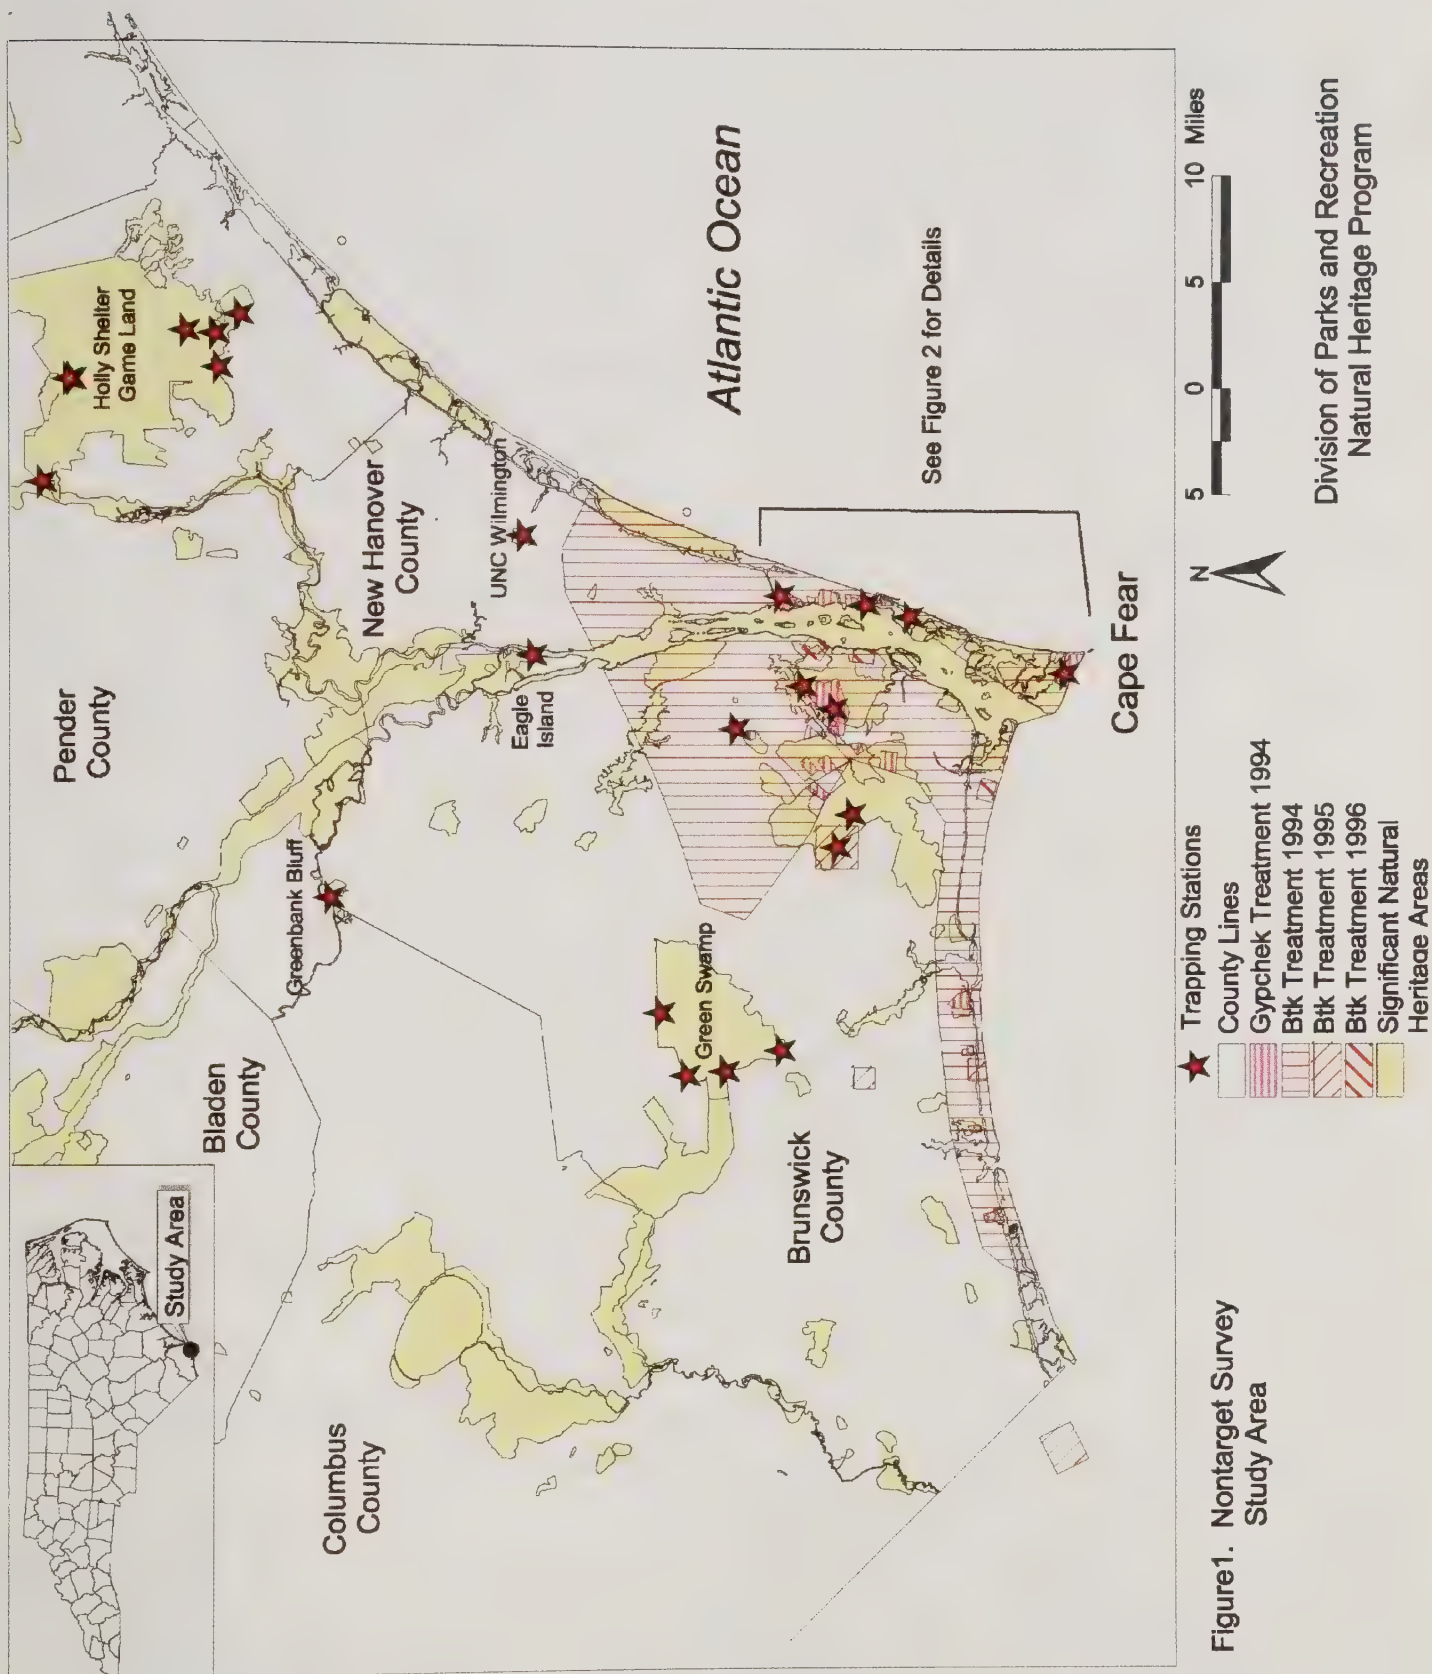 Study Area
Pender
County
Holly Shelter
Game Land
Bladen
County
Greenbank Bluff
New Hanover
County
UNC Wilmington
Columbus
County
Eagle
Island
Green Swamp
Atlantic Ocean
Brunswick
County
See Figure 2 for Details
Cape Fear
Figure1. Nontarget Survey
Study Area
Trapping Stations
County Lines
Gypchek Treatment 1994
Btk Treatment 1994
Btk Treatment 1995
Btk Treatment 1996
Significant Natural
Heritage Areas
N
5 0 5 10 Miles
Division of Parks and Recreation
Natural Heritage Program